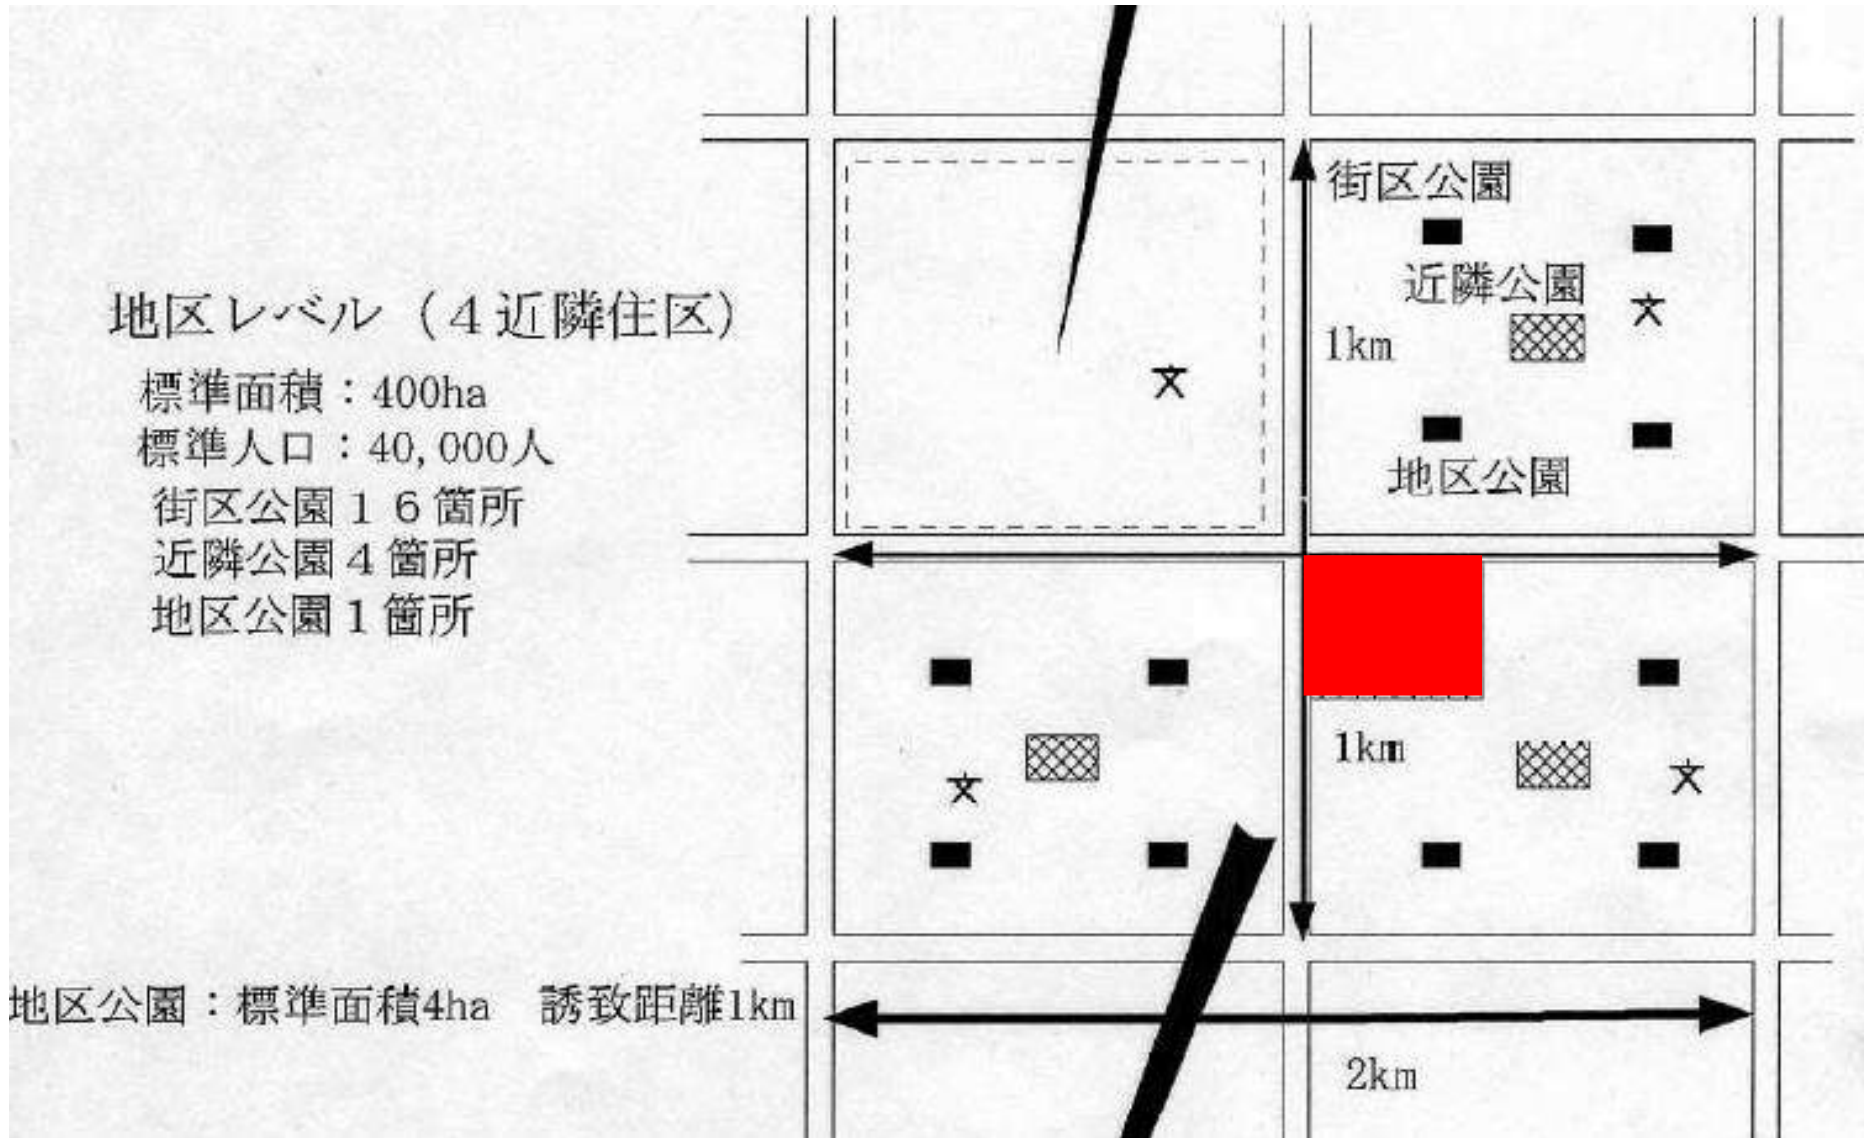 街区公園
近隣公園
文
1km
文
地区公園
地区レベル（４近隣住区）
標準面積：400ha
標準人口：40,000人
街区公園１６箇所
近隣公園４箇所
地区公園１箇所
1km
文
文
地区公園：標準面積4ha　誘致距離1km
2km